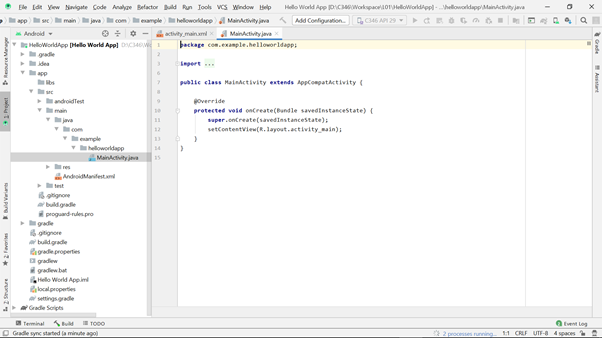 File Edit View Navigate Code Analyze Refactor Build Run Tools VCS Window Help
Hello World App [D:\C346\Workspace\L01\HelloWorldApp] - ...\helloworldapp\MainActivity.java
app src main java com example helloworldapp MainActivity.java Add Configuration... C346 API 29
Android
activity_main.xml
MainActivity.java
HelloWorldApp [Hello World App]
.gradle
.idea
app
libs
src
androidTest
main
java
com
example
helloworldapp
MainActivity.java
res
AndroidManifest.xml
test
.gitignore
build.gradle
proguard-rules.pro
gradle
.gitignore
build.gradle
gradle.properties
gradlew
gradlew.bat
Hello World App.iml
local.properties
settings.gradle
Gradle Scripts
Resource Manager
1: Project
Build Variants
2: Favorites
Z: Structure
1 package com.example.helloworldapp;
2
3 import ...
6
7 public class MainActivity extends AppCompatActivity {
8
9 @Override
10 protected void onCreate(Bundle savedInstanceState) {
11 super.onCreate(savedInstanceState);
12 setContentView(R.layout.activity_main);
13 }
14 }
15
Gradle
Assistant
Terminal Build TODO Event Log
Gradle sync started (a minute ago) 2 processes running... 1:1 CRLF UTF-8 4 spaces